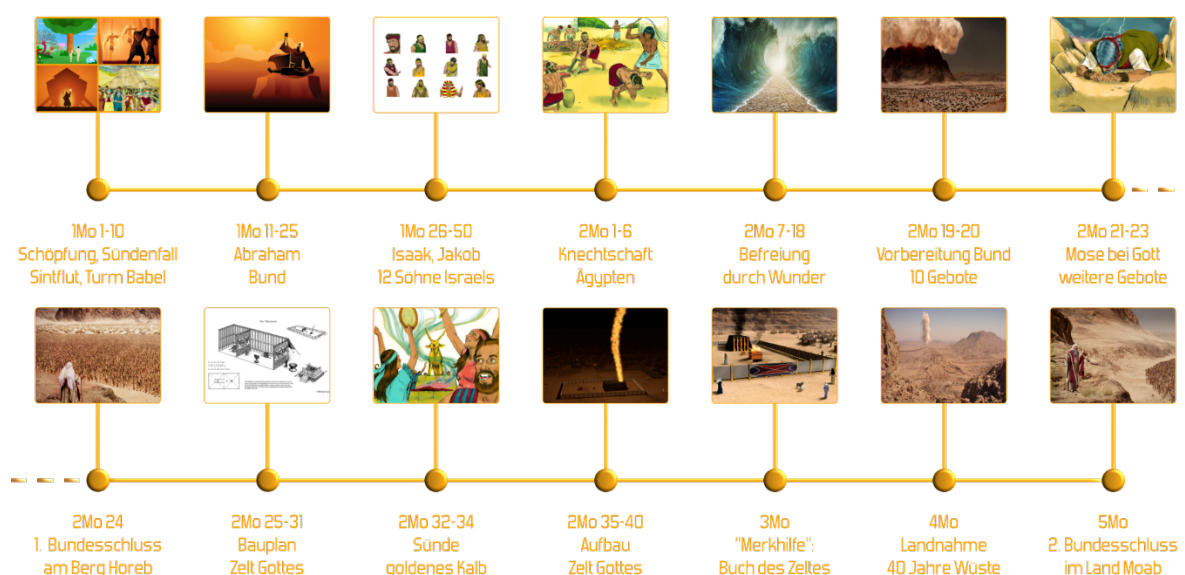 1Mo 1-10
Schöpfung, Sündenfall
Sintflut, Turm Babel
1Mo 11-25
Abraham
Bund
1Mo 26-50
Isaak, Jakob
12 Söhne Israels
2Mo 1-6
Knechtschaft
Ägypten
2Mo 7-18
Befreiung
durch Wunder
2Mo 19-20
Vorbereitung Bund
10 Gebote
2Mo 21-23
Mose bei Gott
weitere Gebote
2Mo 24
1. Bundesschluss
am Berg Horeb
2Mo 25-31
Bauplan
Zelt Gottes
2Mo 32-34
Sünde
goldenes Kalb
2Mo 35-40
Aufbau
Zelt Gottes
3Mo
"Merkhilfe":
Buch des Zeltes
4Mo
Landnahme
40 Jahre Wüste
5Mo
2. Bundesschluss
im Land Moab